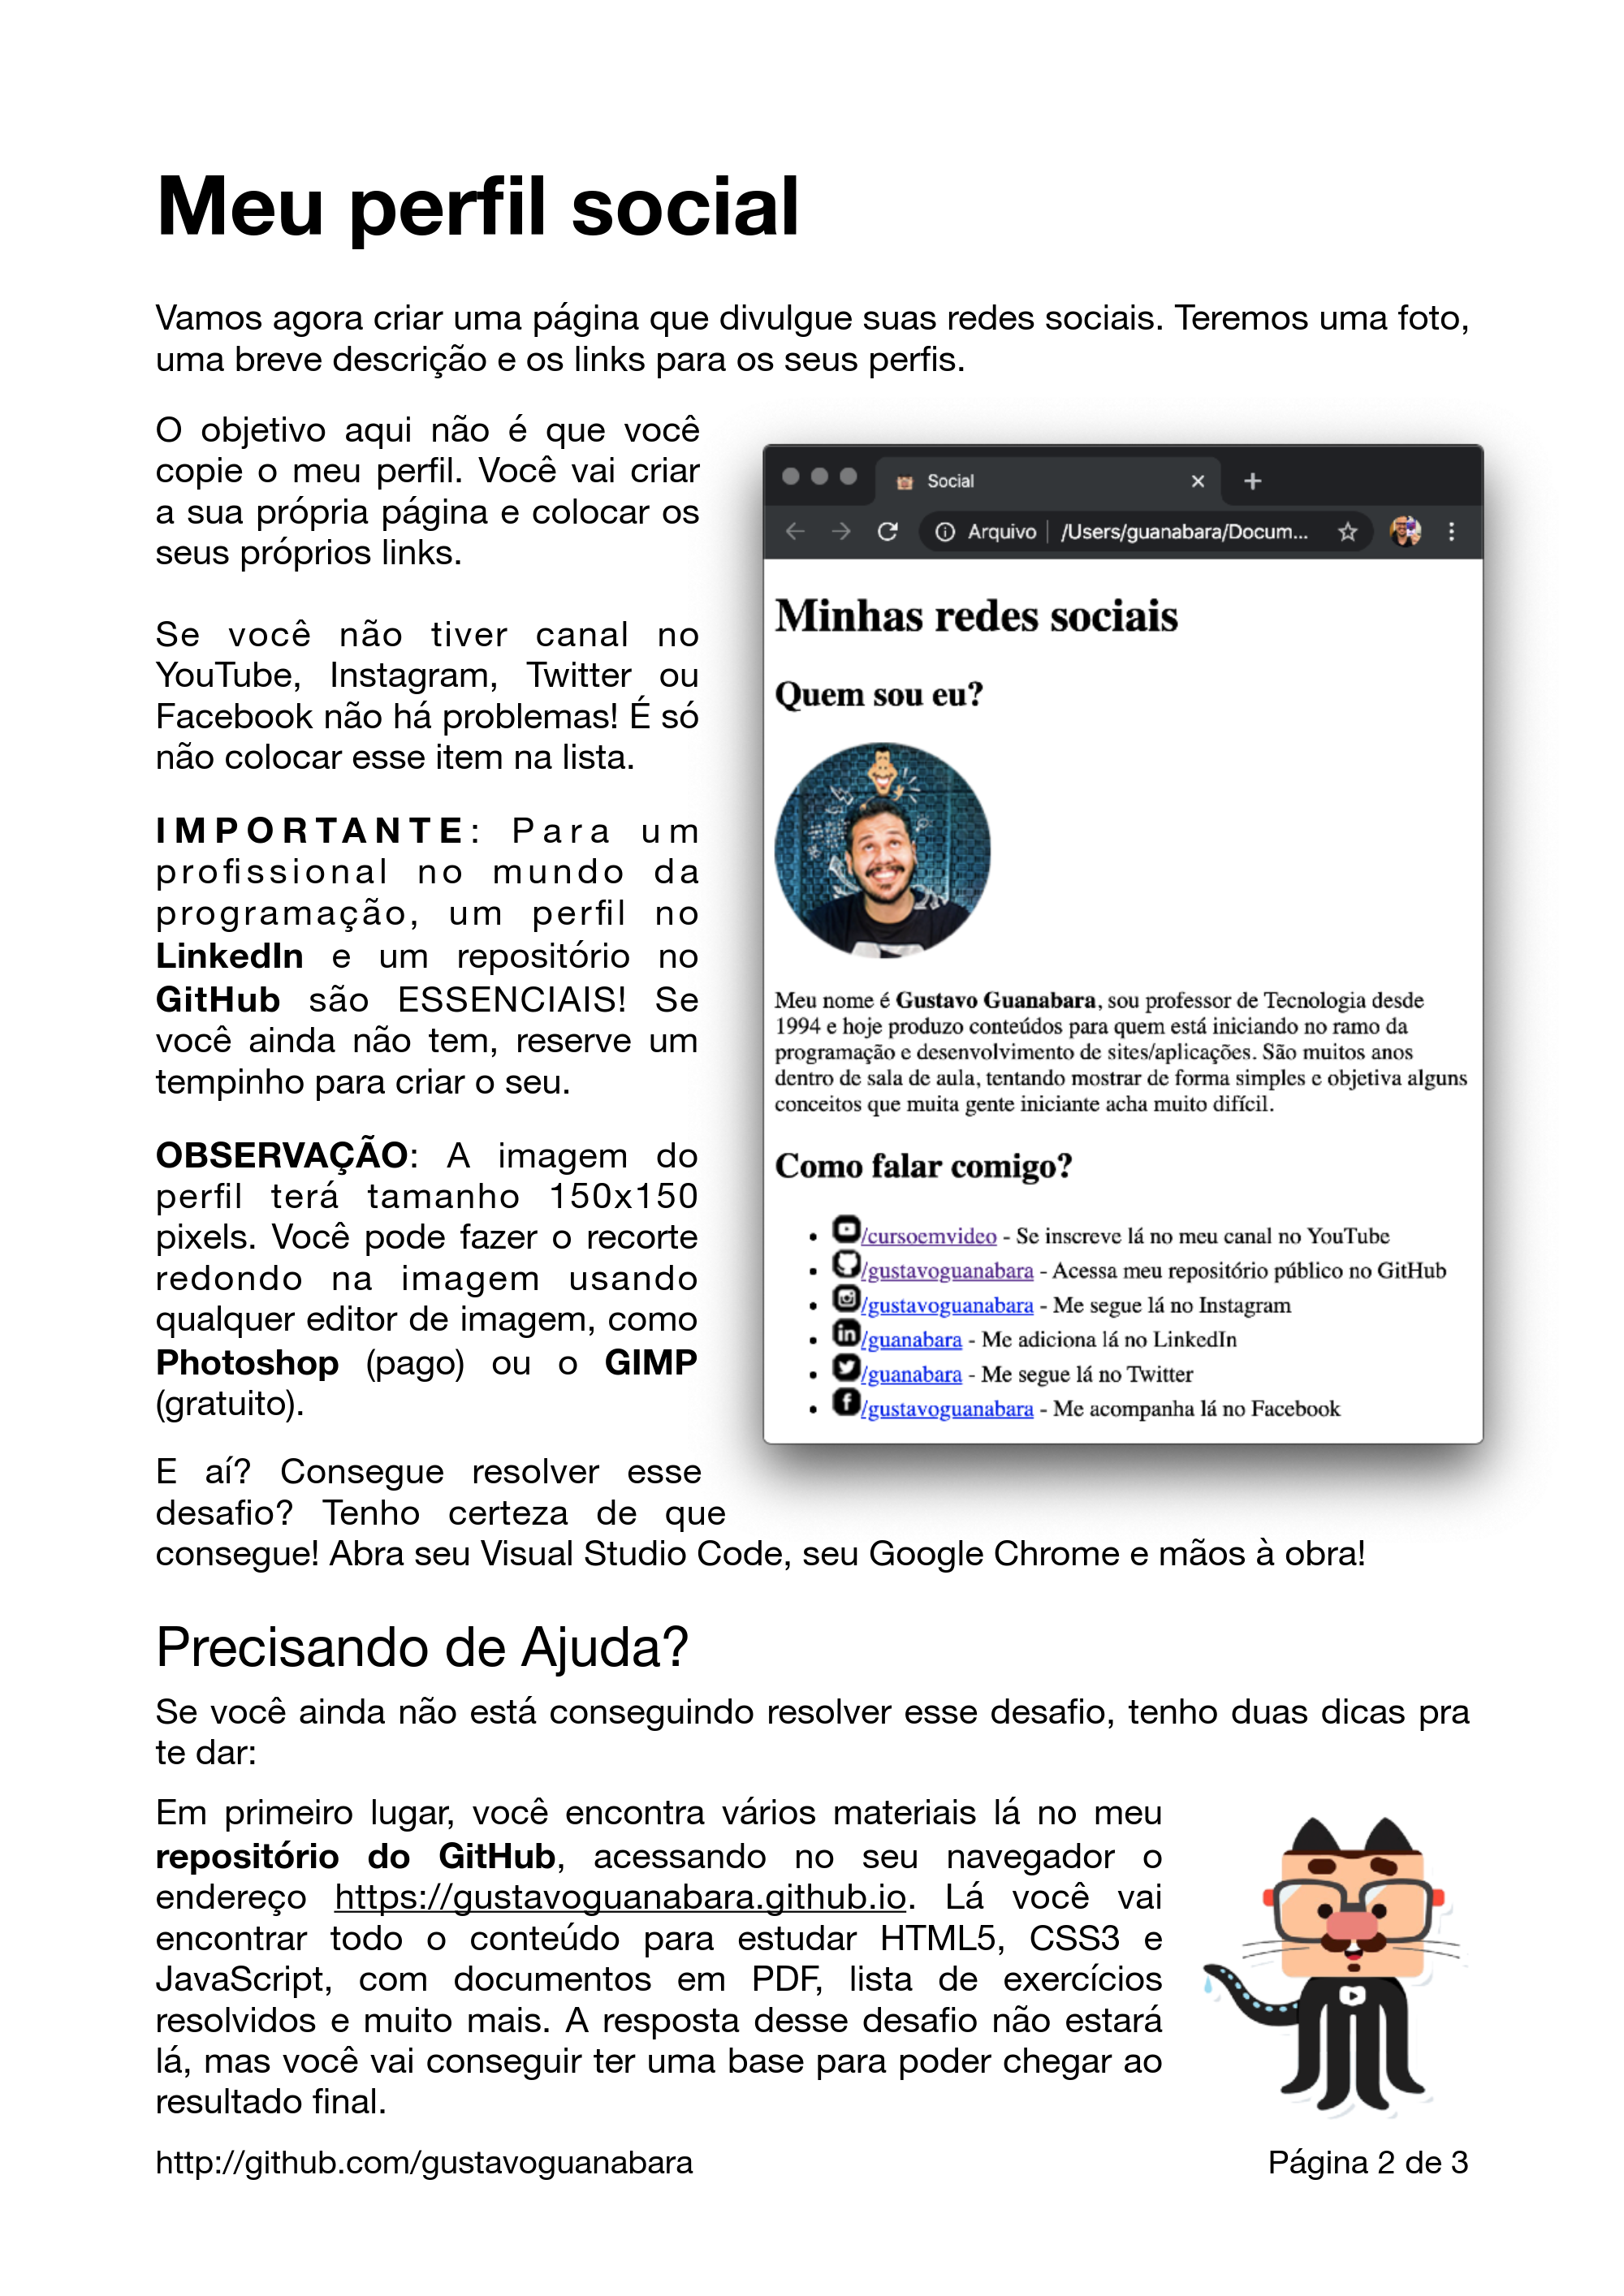 Meu perfil social
Vamos agora criar uma página que divulgue suas redes sociais. Teremos uma foto,
uma breve descrição e os links para os seus perfis.
O objetivo aqui não é que você
copie o meu perfil. Você vai criar
a sua própria página e colocar os
seus próprios links.
Se você não tiver canal no
YouTube, Instagram, Twitter ou
Facebook não há problemas! É só
não colocar esse item na lista.
IMPORTANTE: Para um
profissional no mundo da
programação, um perfil no
LinkedIn e um repositório no
GitHub são ESSENCIAIS! Se
você ainda não tem, reserve um
tempinho para criar o seu.
OBSERVAÇÃO: A imagem do
perfil terá tamanho 150x150
pixels. Você pode fazer o recorte
redondo na imagem usando
qualquer editor de imagem, como
Photoshop (pago) ou o GIMP
(gratuito).
E aí? Consegue resolver esse
desafio? Tenho certeza de que
consegue! Abra seu Visual Studio Code, seu Google Chrome e mãos à obra!
Social
Arquivo | /Users/guanabara/Docum...
Minhas redes sociais
Quem sou eu?
Meu nome é Gustavo Guanabara, sou professor de Tecnologia desde
1994 e hoje produzo conteúdos para quem está iniciando no ramo da
programação e desenvolvimento de sites/aplicações. São muitos anos
dentro de sala de aula, tentando mostrar de forma simples e objetiva alguns
conceitos que muita gente iniciante acha muito difícil.
Como falar comigo?
• /cursoemvideo - Se inscreve lá no meu canal no YouTube
• /gustavoguanabara - Acessa meu repositório público no GitHub
• /gustavoguanabara - Me segue lá no Instagram
• in /guanabara - Me adiciona lá no LinkedIn
• /guanabara - Me segue lá no Twitter
• f /gustavoguanabara - Me acompanha lá no Facebook
Precisando de Ajuda?
Se você ainda não está conseguindo resolver esse desafio, tenho duas dicas pra
te dar:
Em primeiro lugar, você encontra vários materiais lá no meu
repositório do GitHub, acessando no seu navegador o
endereço https://gustavoguanabara.github.io. Lá você vai
encontrar todo o conteúdo para estudar HTML5, CSS3 e
JavaScript, com documentos em PDF, lista de exercícios
resolvidos e muito mais. A resposta desse desafio não estará
lá, mas você vai conseguir ter uma base para poder chegar ao
resultado final.
http://github.com/gustavoguanabara
Página 2 de 3